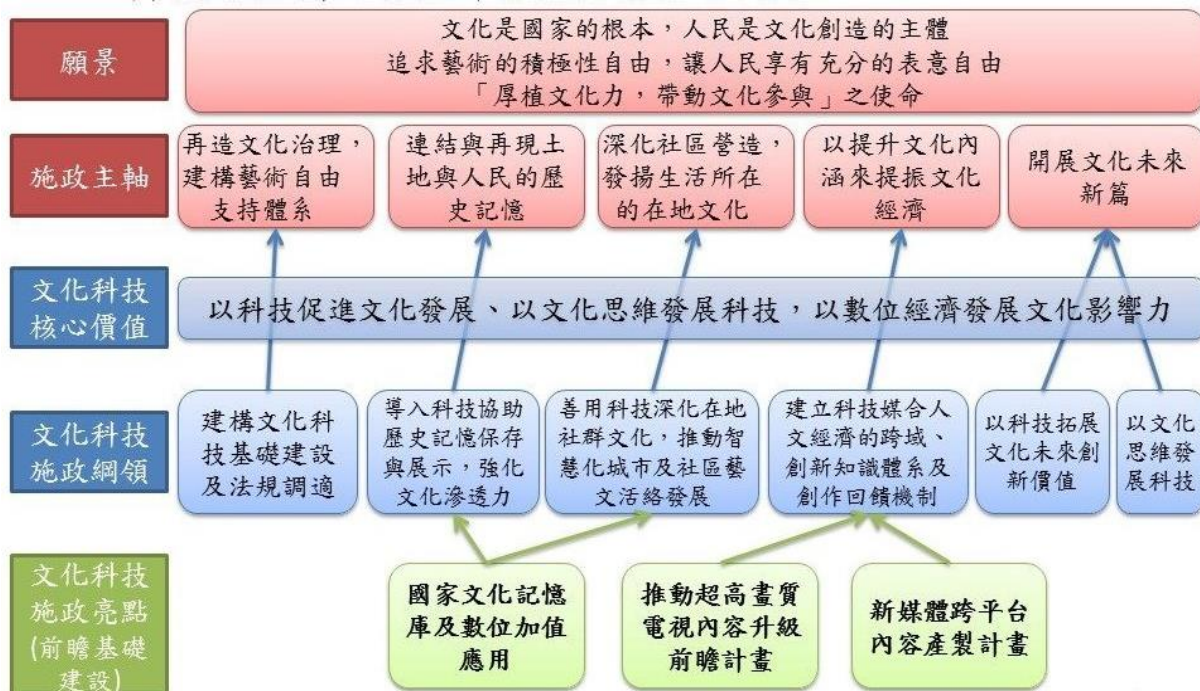 願景
文化是國家的根本，人民是文化創造的主體
追求藝術的積極性自由，讓人民享有充分的表意自由
「厚植文化力，帶動文化參與」之使命
施政主軸
再造文化治理，
建構藝術自由
支持體系
連結與再現土
地與人民的歷
史記憶
深化社區營造，
發揚生活所在
的在地文化
以提升文化內
涵來提振文化
經濟
開展文化未來
新篇
文化科技
核心價值
以科技促進文化發展、以文化思維發展科技，以數位經濟發展文化影響力
文化科技
施政綱領
建構文化科
技基礎建設
及法規調適
導入科技協助
歷史記憶保存
與展示，強化
文化滲透力
善用科技深化在地
社群文化，推動智
慧化城市及社區藝
文活絡發展
建立科技媒合人
文經濟的跨域、
創新知識體系及
創作回饋機制
以科技拓展
文化未來創
新價值
以文化
思維發
展科技
文化科技
施政亮點
(前瞻基礎
建設)
國家文化記憶
庫及數位加值
應用
推動超高畫質
電視內容升級
前瞻計畫
新媒體跨平台
內容產製計畫